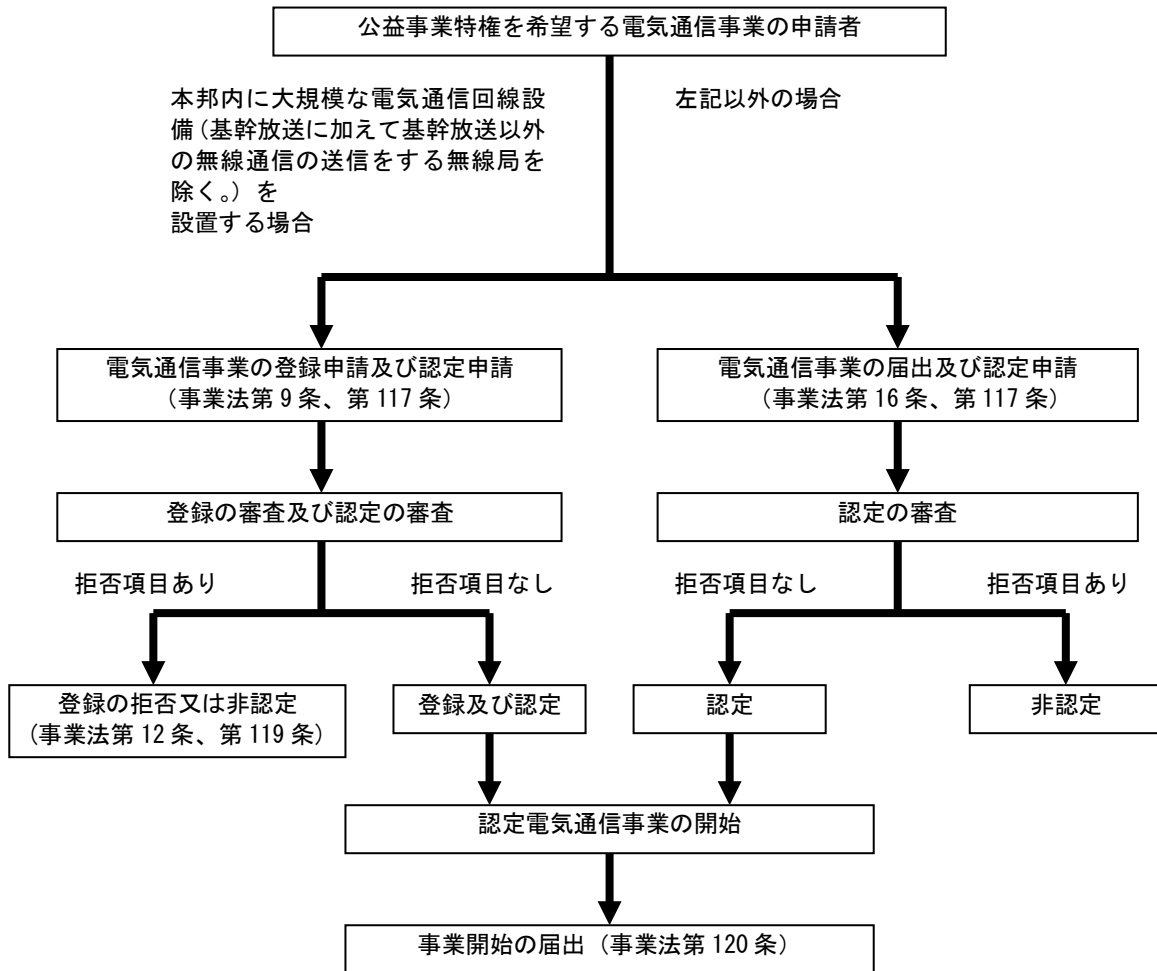 公益事業特権を希望する電気通信事業の申請者
本邦内に大規模な電気通信回線設
備（基幹放送に加えて基幹放送以外
の無線通信の送信をする無線局を
除く。）を
設置する場合
左記以外の場合
電気通信事業の登録申請及び認定申請
（事業法第 9 条、第 117 条）
電気通信事業の届出及び認定申請
（事業法第 16 条、第 117 条）
登録の審査及び認定の審査
認定の審査
拒否項目あり
拒否項目なし
拒否項目なし
拒否項目あり
登録の拒否又は非認定
（事業法第 12 条、第 119 条）
登録及び認定
認定
非認定
認定電気通信事業の開始
事業開始の届出（事業法第 120 条）